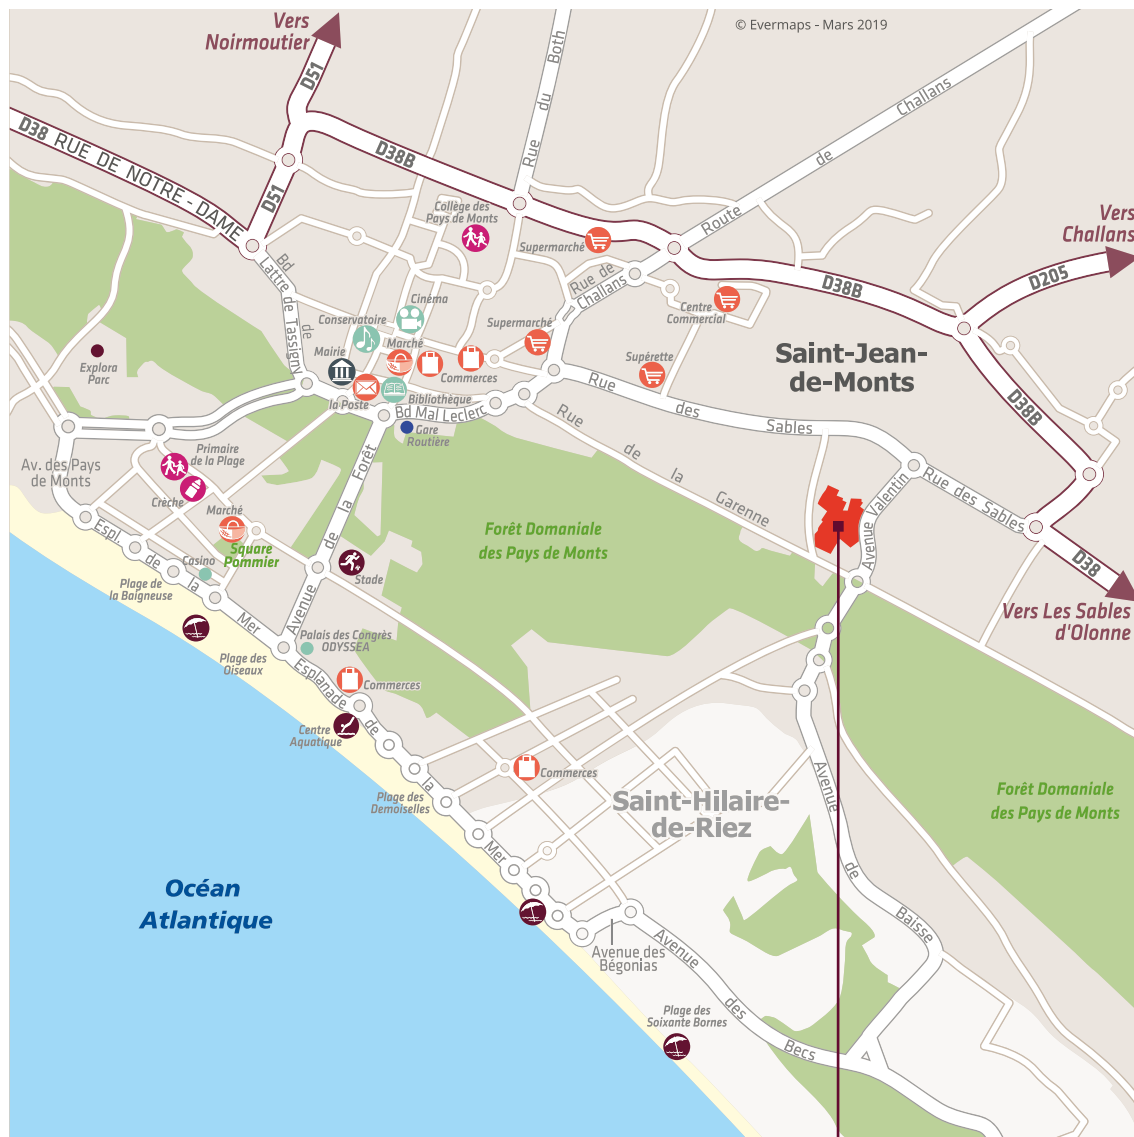 © Evermaps - Mars 2019
Vers
Noirmoutier
D51
D38 RUE DE NOTRE - DAME
D51
D38B
Rue du Both
Route de Challans
Vers
Challans
D205
D38B
D38B
Collège des
Pays de Monts
Supermarché
Rue de
Challans
Centre
Commercial
Bd de
Lattre de Tassigny
Cinéma
Conservatoire
Supermarché
Mairie
Marché
Commerces
Supérette
Saint-Jean-
de-Monts
Explora
Parc
la Poste
Bibliothèque
Bd Mal Leclerc
Gare
Routière
Rue des Sables
Rue de la Garenne
Rue des Sables
Avenue Valentin
D38
Vers Les Sables
d'Olonne
Av. des Pays
de Monts
Primaire
de la Plage
Crèche
Marché
Square
Pommier
Casino
Espl. de la Mer
Plage de
la Baigneuse
Avenue de la Forêt
Stade
Forêt Domaniale
des Pays de Monts
Palais des Congrès
ODYSSEA
Plage des
Oiseaux
Esplanade de la Mer
Commerces
Centre
Aquatique
Plage des
Demoiselles
Commerces
Saint-Hilaire-
de-Riez
Avenue de Baisse
Forêt Domaniale
des Pays de Monts
Océan
Atlantique
Avenue des
Bégonias
Avenue des Becs
Plage des
Soixante Bornes